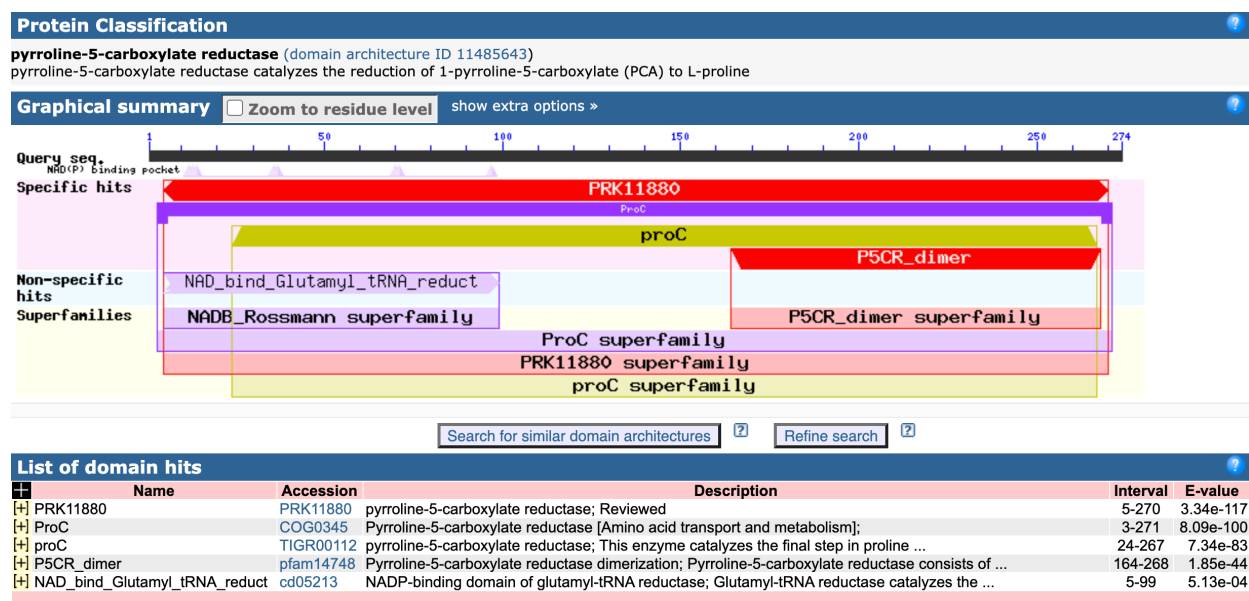 Protein Classification
?
pyrroline-5-carboxylate reductase (domain architecture ID 11485643)
pyrroline-5-carboxylate reductase catalyzes the reduction of 1-pyrroline-5-carboxylate (PCA) to L-proline
Graphical summary Zoom to residue level show extra options » ?
1 50 100 150 200 250 274
Query seq.
NAD(P) binding pocket
Specific hits PRK11880
ProC
proC
P5CR_dimer
Non-specific hits NAD_bind_Glutamyl_tRNA_reduct
Superfamilies NADB_Rossmann superfamily P5CR_dimer superfamily
ProC superfamily
PRK11880 superfamily
proC superfamily
Search for similar domain architectures ? Refine search ?
List of domain hits ?
+ Name Accession Description Interval E-value
[+] PRK11880 PRK11880 pyrroline-5-carboxylate reductase; Reviewed 5-270 3.34e-117
[+] ProC COG0345 Pyrroline-5-carboxylate reductase [Amino acid transport and metabolism]; 3-271 8.09e-100
[+] proC TIGR00112 pyrroline-5-carboxylate reductase; This enzyme catalyzes the final step in proline ... 24-267 7.34e-83
[+] P5CR_dimer pfam14748 Pyrroline-5-carboxylate reductase dimerization; Pyrroline-5-carboxylate reductase consists of ... 164-268 1.85e-44
[+] NAD_bind_Glutamyl_tRNA_reduct cd05213 NADP-binding domain of glutamyl-tRNA reductase; Glutamyl-tRNA reductase catalyzes the ... 5-99 5.13e-04